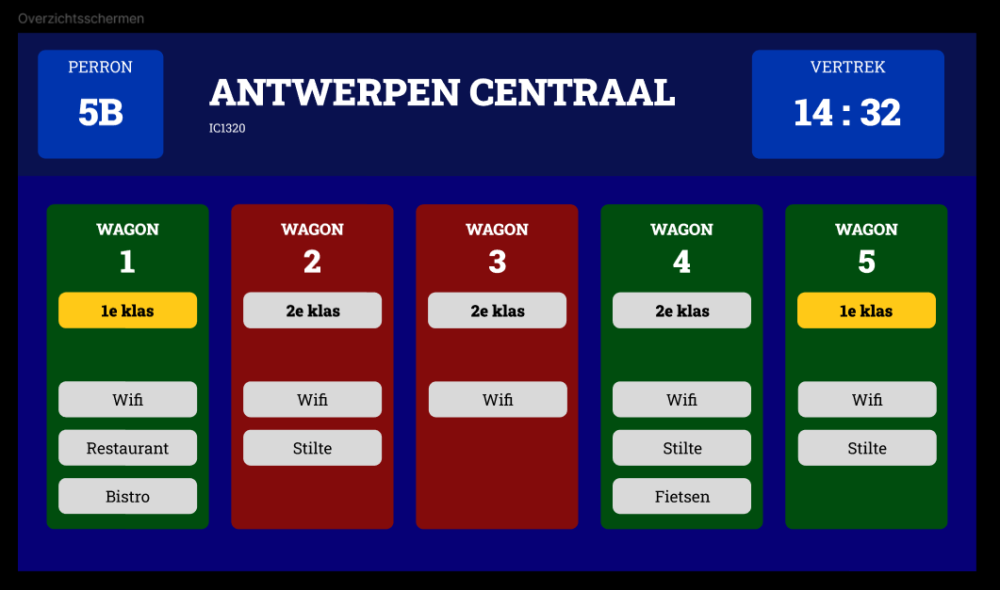 Overzichtsschermen
PERRON
5B
ANTWERPEN CENTRAAL
IC1320
VERTREK
14 : 32
WAGON
1
1e klas
Wifi
Restaurant
Bistro
WAGON
2
2e klas
Wifi
Stilte
WAGON
3
2e klas
Wifi
WAGON
4
2e klas
Wifi
Stilte
Fietsen
WAGON
5
1e klas
Wifi
Stilte